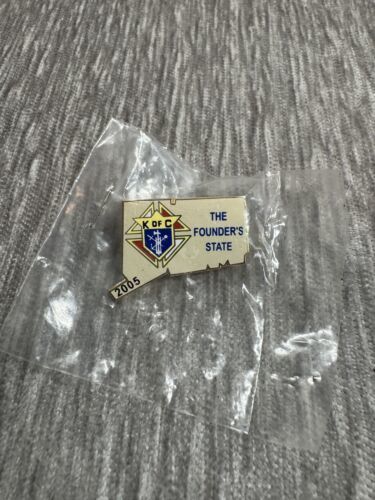 K OF C
THE
FOUNDER'S
STATE
2005